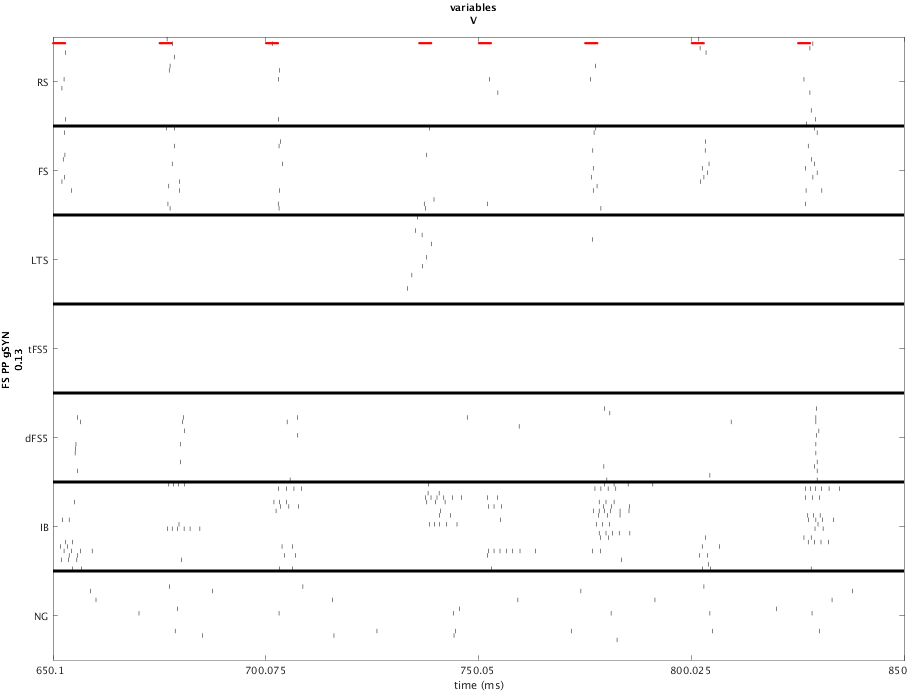 variables
V
RS
FS
LTS
tFS5
dFS5
IB
NG
FS PP gSYN
0.13
650.1
700.075
750.05
800.025
850
time (ms)